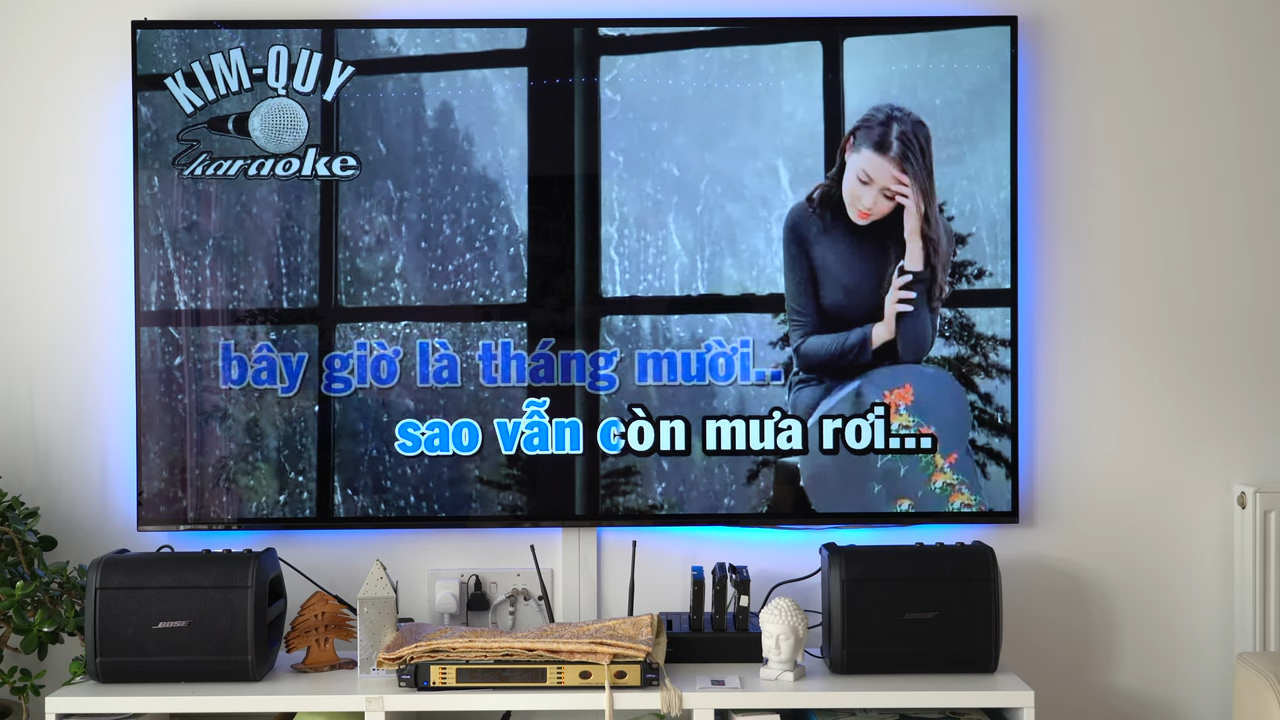 KIM-QUY
karaoke
bây giờ là tháng mười..
sao vẫn còn mưa rơi...
BOSE
BOSE